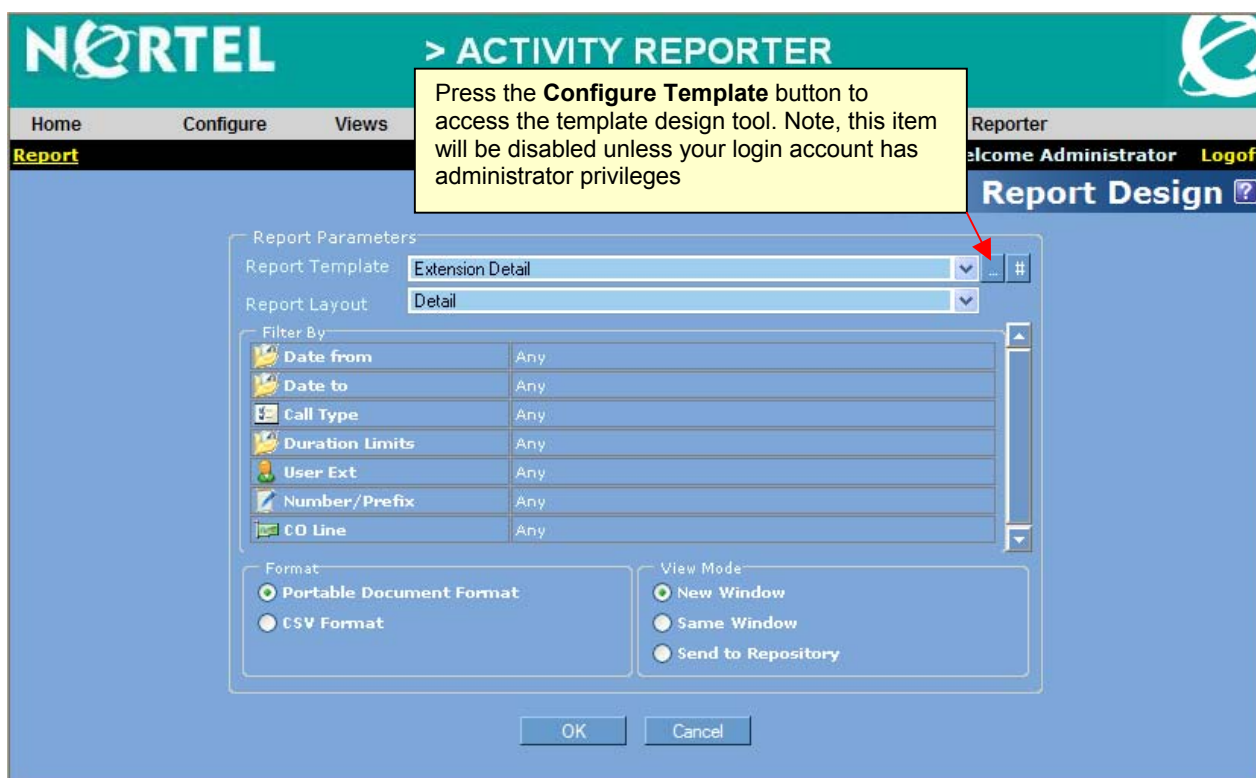 NORTEL
> ACTIVITY REPORTER
Press the Configure Template button to
access the template design tool. Note, this item
will be disabled unless your login account has
administrator privileges
Home Configure Views Reporter
Report elcome Administrator Logof
Report Design ?
Report Parameters
Report Template Extension Detail ... #
Report Layout Detail
Filter By
Date from Any
Date to Any
Call Type Any
Duration Limits Any
User Ext Any
Number/Prefix Any
CO Line Any
Format
Portable Document Format
CSV Format
View Mode
New Window
Same Window
Send to Repository
OK Cancel